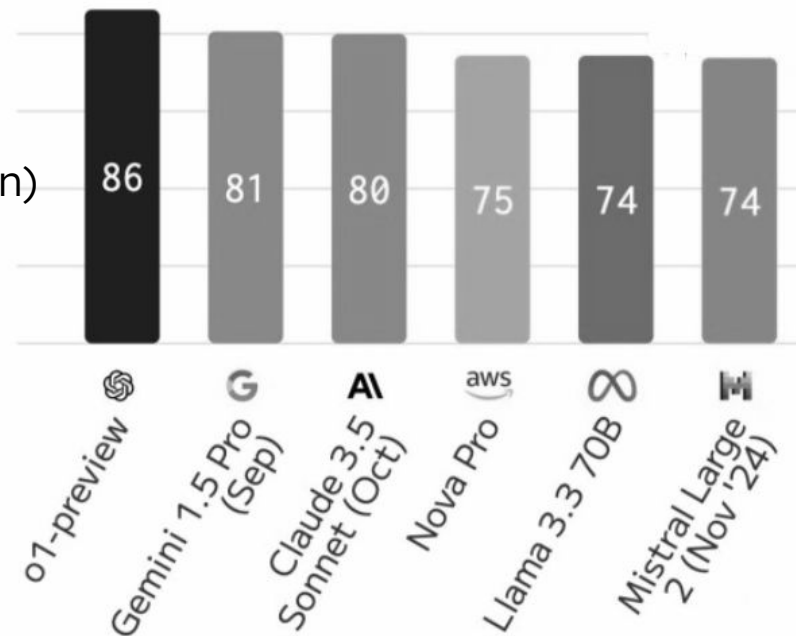 n)
86
81
80
75
74
74
aws
o1-preview
Gemini 1.5 Pro
(Sep)
Claude 3.5
Sonnet (Oct)
Nova Pro
Llama 3.3 70B
Mistral Large
2 (Nov '24)